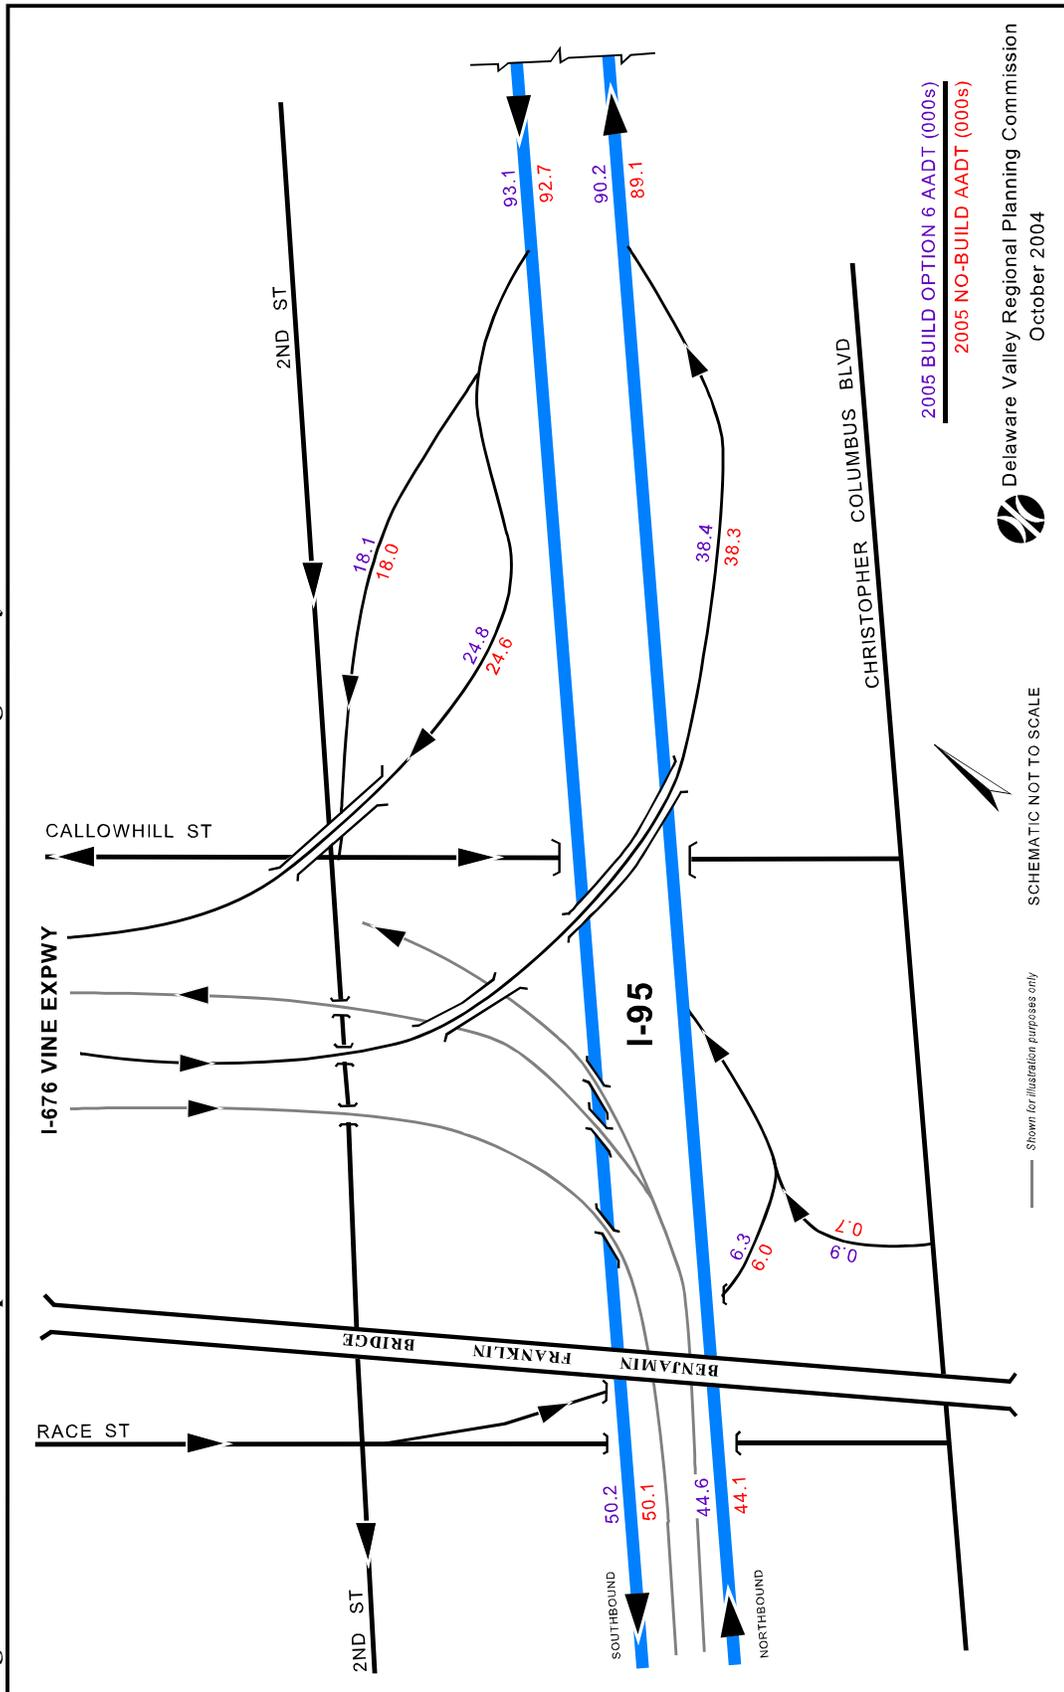 2ND ST
93.1
92.7
90.2
89.1
2005 BUILD OPTION 6 AADT (000s)
2005 NO-BUILD AADT (000s)
Delaware Valley Regional Planning Commission
October 2004
18.1
18.0
24.8
24.6
38.4
38.3
CHRISTOPHER COLUMBUS BLVD
CALLOWHILL ST
I-676 VINE EXPWY
I-95
SCHEMATIC NOT TO SCALE
Shown for illustration purposes only
6.3
6.0
0.9
0.7
BENJAMIN FRANKLIN BRIDGE
RACE ST
50.2
50.1
44.6
44.1
2ND ST
SOUTHBOUND
NORTHBOUND